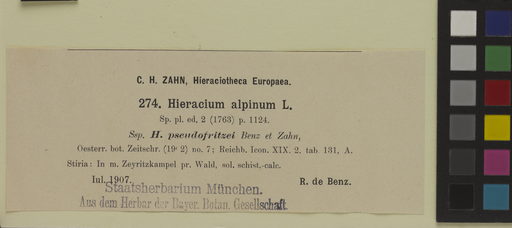 C. H. ZAHN, Hieraciotheca Europaea.
274. Hieracium alpinum L.
Sp. pl. ed. 2 (1763) p. 1124.
Ssp. H. pseudofritzei Benz et Zahn,
Oesterr. bot. Zeitschr. no. 7; Reichb. Icon. XIX. 2. tab. 131, A.
Stiria: In m. Zeyritzkampel pr. Wald, sol. schist.-calc.
Iul. 1907. R. de Benz.
Staatsherbarium München.
Aus dem Herbar der Bayer. Botan. Gesellschaft.